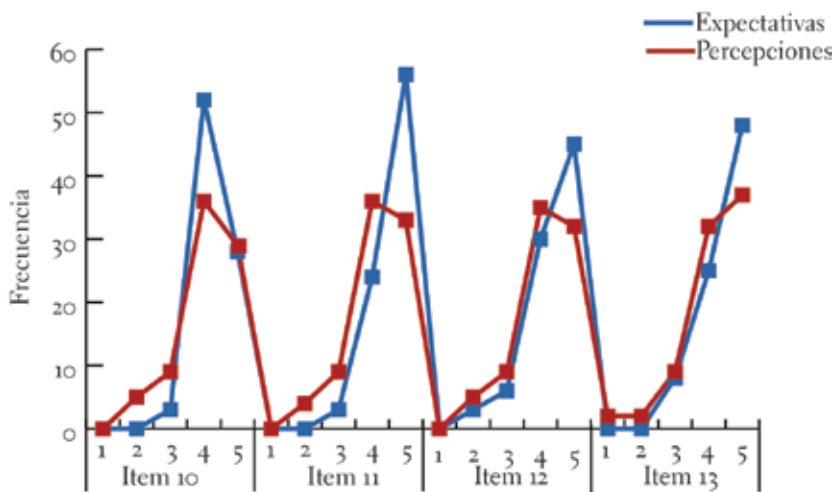 Expectativas
Percepciones
Frecuencia
60
50
40
30
20
10
0
1 2 3 4 5 1 2 3 4 5 1 2 3 4 5 1 2 3 4 5
Item 10 Item 11 Item 12 Item 13